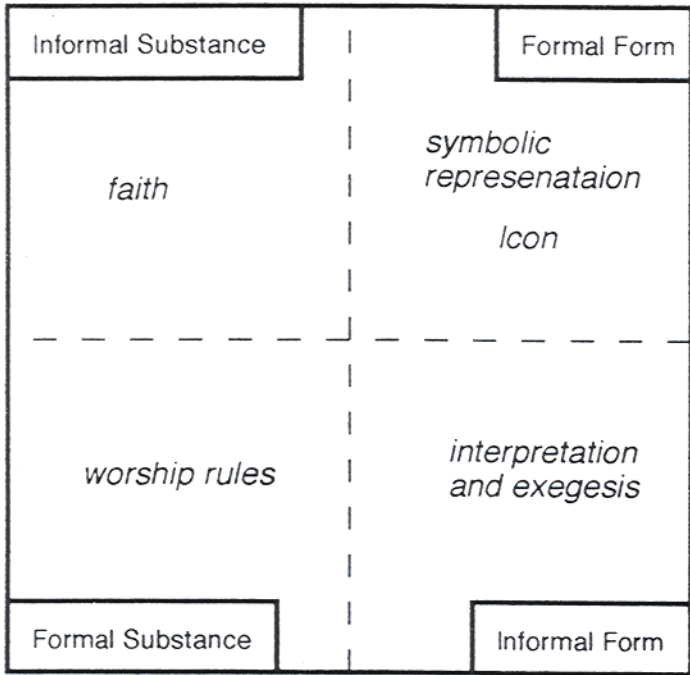 Informal Substance
Formal Form
faith
symbolic
represenataion
Icon
worship rules
interpretation
and exegesis
Formal Substance
Informal Form